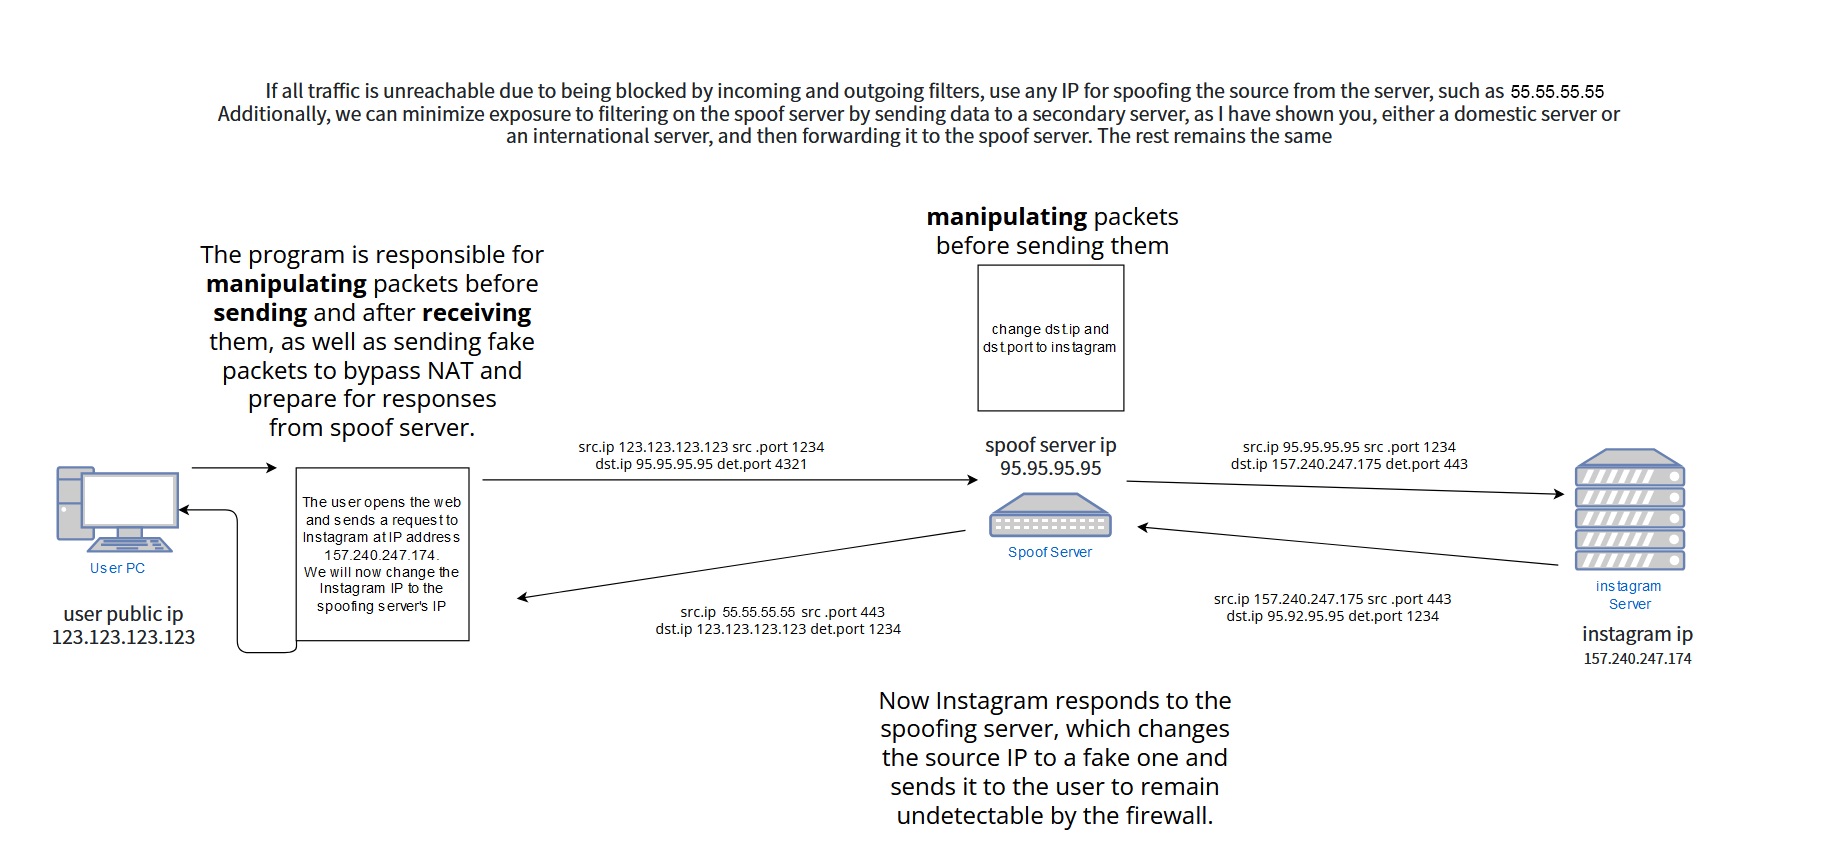 If all traffic is unreachable due to being blocked by incoming and outgoing filters, use any IP for spoofing the source from the server, such as 55.55.55.55
Additionally, we can minimize exposure to filtering on the spoof server by sending data to a secondary server, as I have shown you, either a domestic server or
an international server, and then forwarding it to the spoof server. The rest remains the same
manipulating packets
before sending them
change dst.ip and
dst.port to instagram
The program is responsible for
manipulating packets before
sending and after receiving
them, as well as sending fake
packets to bypass NAT and
prepare for responses
from spoof server.
src.ip 123.123.123.123 src .port 1234
dst.ip 95.95.95.95 det.port 4321
spoof server ip
95.95.95.95
Spoof Server
src.ip 95.95.95.95 src .port 1234
dst.ip 157.240.247.175 det.port 443
The user opens the web
and sends a request to
Instagram at IP address
157.240.247.174.
We will now change the
Instagram IP to the
spoofing server's IP
User PC
user public ip
123.123.123.123
src.ip 55.55.55.55 src .port 443
dst.ip 123.123.123.123 det.port 1234
src.ip 157.240.247.175 src .port 443
dst.ip 95.92.95.95 det.port 1234
instagram
Server
instagram ip
157.240.247.174
Now Instagram responds to the
spoofing server, which changes
the source IP to a fake one and
sends it to the user to remain
undetectable by the firewall.